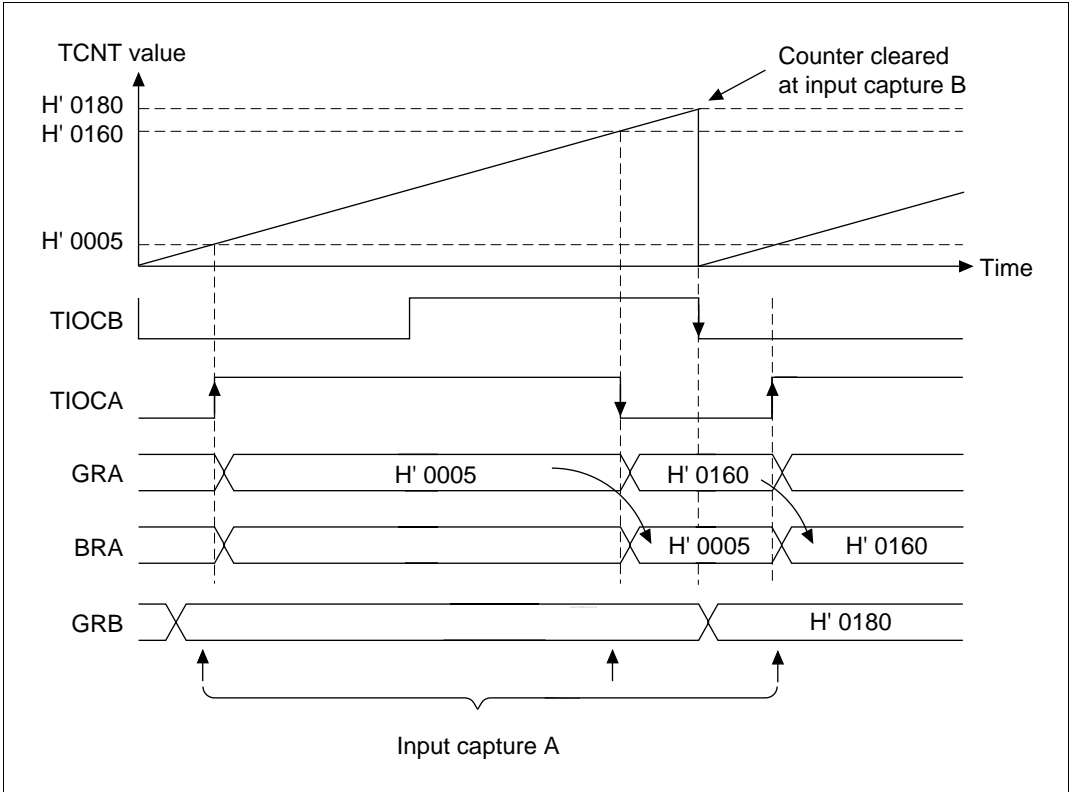 TCNT value
Counter cleared
at input capture B
H' 0180
H' 0160
H' 0005
Time
TIOCB
TIOCA
GRA
H' 0005
H' 0160
BRA
H' 0005
H' 0160
GRB
H' 0180
Input capture A